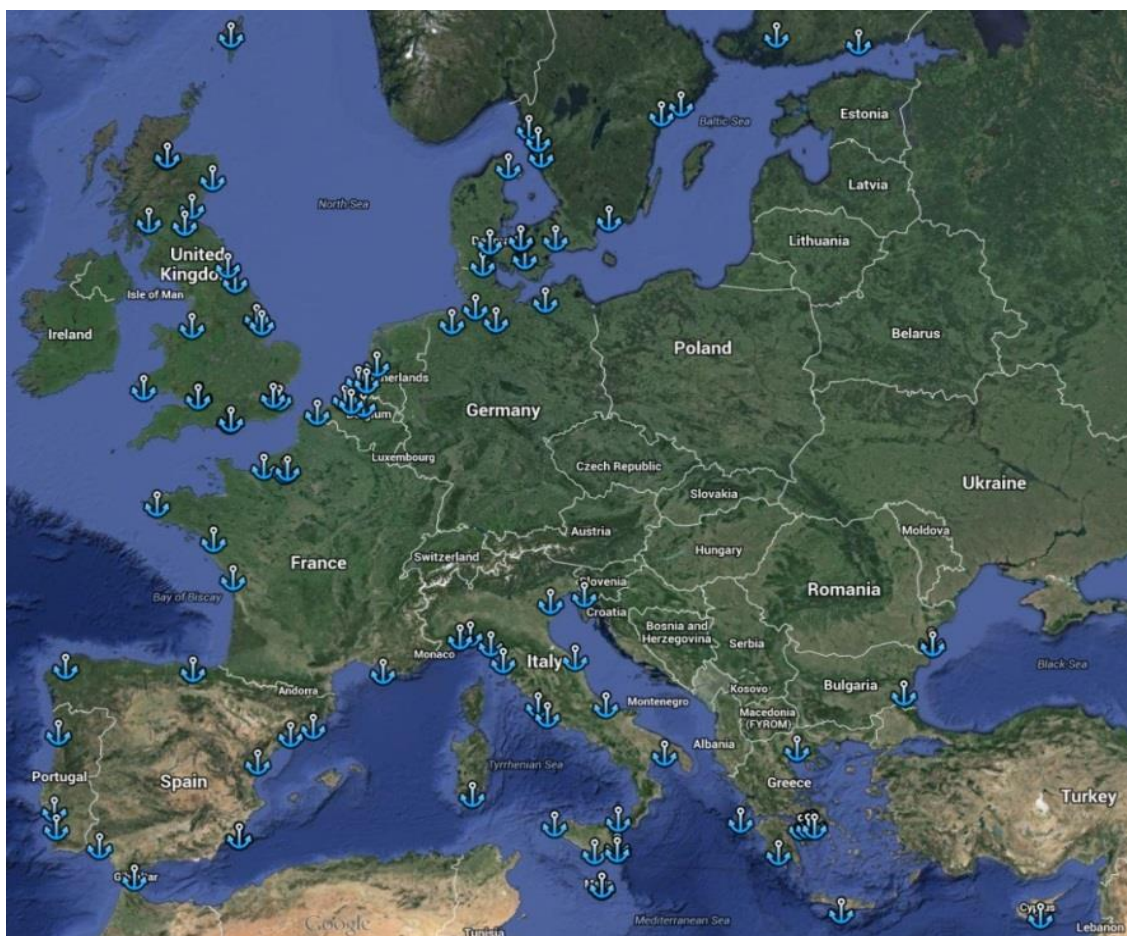 Estonia
Baltic Sea
Latvia
North Sea
Lithuania
United
Kingdo
Isle of Man
Ireland
Belarus
Poland
therlands
Germany
Belgium
Luxembourg
Czech Republic
Ukraine
Slovakia
Austria
Moldova
Hungary
Switzerland
France
Slovenia
Romania
Bay of Biscay
Croatia
Bosnia and
Herzegovina
Serbia
Monaco
Italy
Black Sea
Andorra
Kosovo
Bulgaria
Montenegro
Macedonia
(FYROM)
Albania
Portugal
Spain
Tyrrhenian Sea
Greece
Turkey
Google
Mediterranean Sea
Tunisia
Lebanon